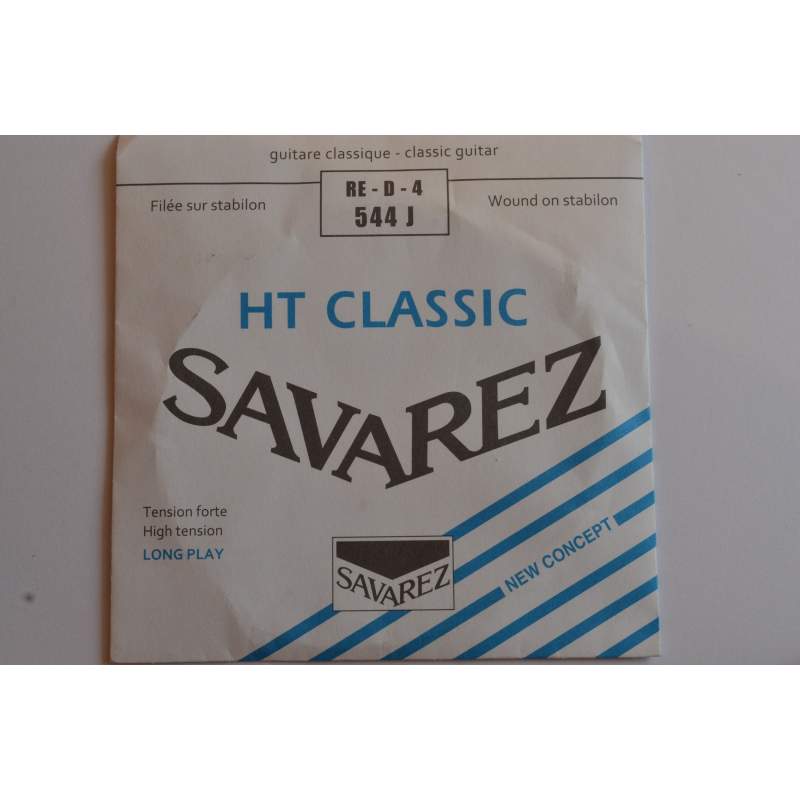 guitare classique - classic guitar
RE - D - 4
544 J
Filée sur stabilon
Wound on stabilon
HT CLASSIC
SAVAREZ
Tension forte
High tension
LONG PLAY
SAVAREZ
NEW CONCEPT